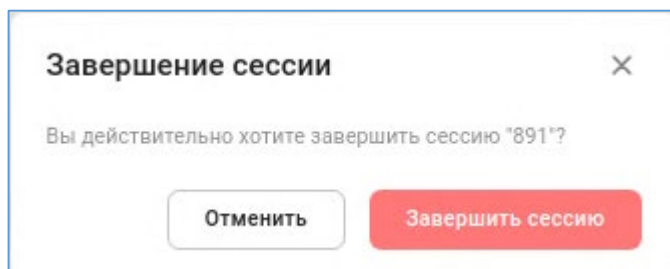 Завершение сессии
Вы действительно хотите завершить сессию "891"?
Отменить
Завершить сессию